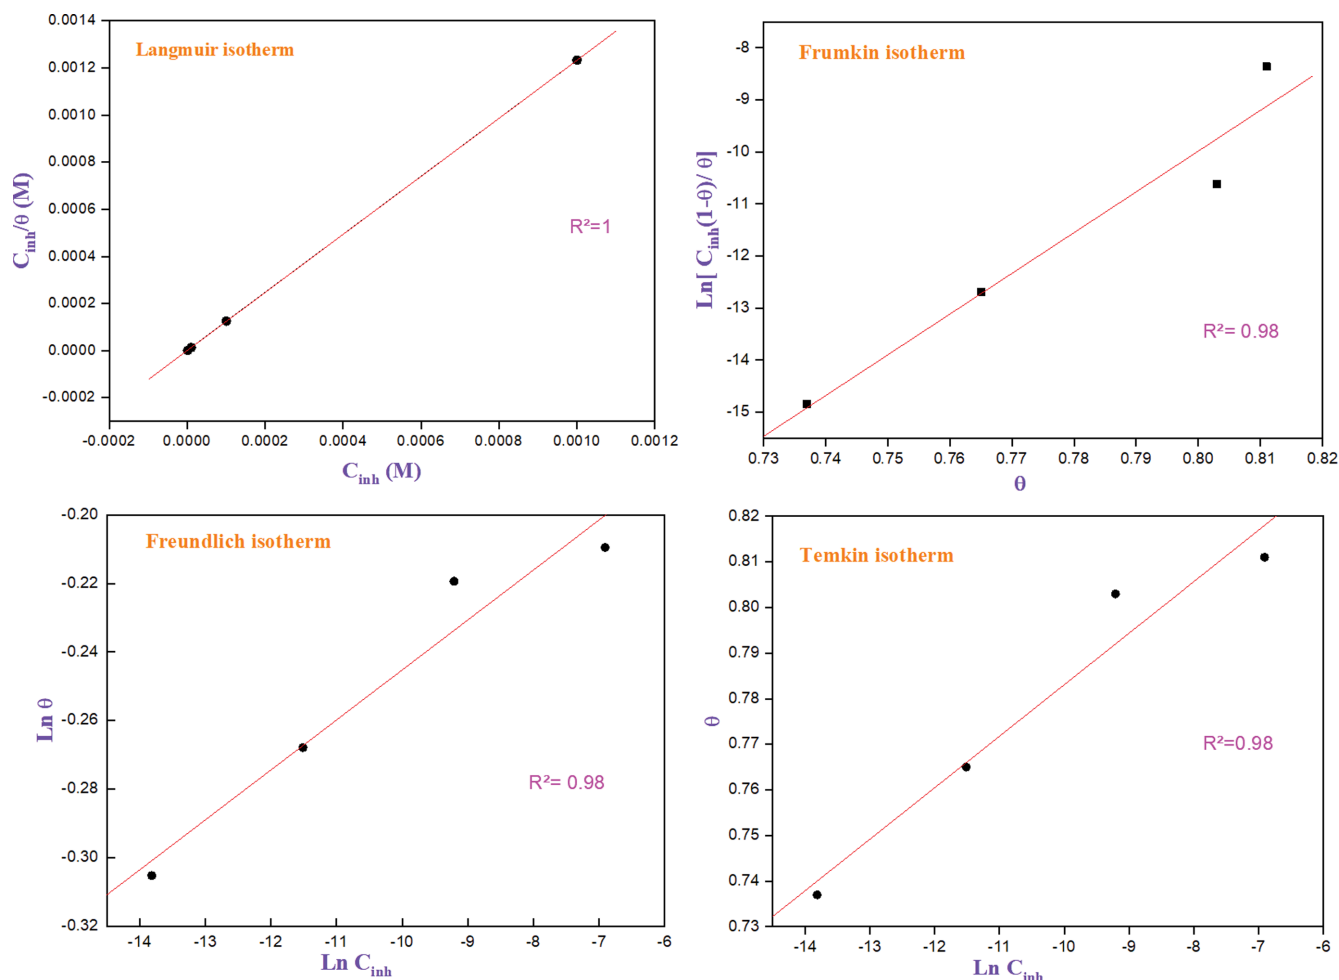 Langmuir isotherm
C_inh/θ (M)
0.0014
0.0012
0.0010
0.0008
0.0006
0.0004
0.0002
0.0000
-0.0002
R²=1
-0.0002 0.0000 0.0002 0.0004 0.0006 0.0008 0.0010 0.0012
C_inh (M)
Frumkin isotherm
Ln[ C_inh(1-θ)/ θ]
-8
-9
-10
-11
-12
-13
-14
-15
R²= 0.98
0.73 0.74 0.75 0.76 0.77 0.78 0.79 0.80 0.81 0.82
θ
Freundlich isotherm
Ln θ
-0.20
-0.22
-0.24
-0.26
-0.28
-0.30
-0.32
R²= 0.98
-14 -13 -12 -11 -10 -9 -8 -7 -6
Ln C_inh
Temkin isotherm
θ
0.82
0.81
0.80
0.79
0.78
0.77
0.76
0.75
0.74
0.73
R²=0.98
-14 -13 -12 -11 -10 -9 -8 -7 -6
Ln C_inh